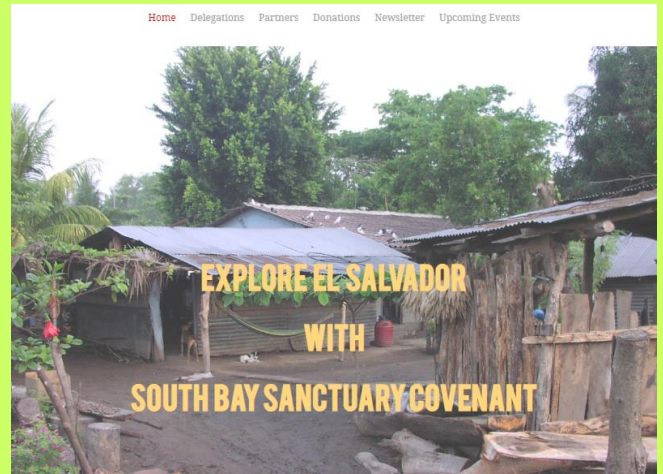 Home Delegations Partners Donations Newsletter Upcoming Events
EXPLORE EL SALVADOR
WITH
SOUTH BAY SANCTUARY COVENANT